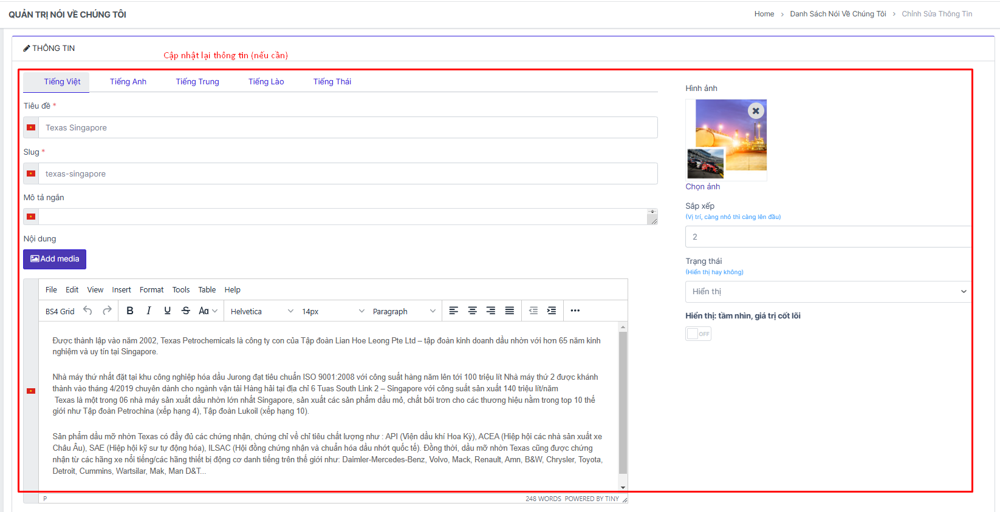 QUẢN TRỊ NÓI VỀ CHÚNG TÔI
Home > Danh Sách Nói Về Chúng Tôi > Chỉnh Sửa Thông Tin
THÔNG TIN
Cập nhật lại thông tin (nếu cần)
Tiếng Việt Tiếng Anh Tiếng Trung Tiếng Lào Tiếng Thái
Tiêu đề *
Texas Singapore
Slug *
texas-singapore
Mô tả ngắn
Nội dung
Add media
File Edit View Insert Format Tools Table Help
BS4 Grid B I U S Aa Helvetica 14px Paragraph
Được thành lập vào năm 2002, Texas Petrochemicals là công ty con của Tập đoàn Lian Hoe Leong Pte Ltd – tập đoàn kinh doanh dầu nhờn với hơn 65 năm kinh
nghiệm và uy tín tại Singapore.
Nhà máy thứ nhất đặt tại khu công nghiệp hóa dầu Jurong đạt tiêu chuẩn ISO 9001:2008 với công suất hàng năm lên tới 100 triệu lít Nhà máy thứ 2 được khánh
thành vào tháng 4/2019 chuyên dành cho ngành vận tải Hàng hải tại địa chỉ 6 Tuas South Link 2 – Singapore với công suất sản xuất 140 triệu lít/năm
Texas là một trong 06 nhà máy sản xuất dầu nhờn lớn nhất Singapore, sản xuất các sản phẩm dầu mỏ, chất bôi trơn cho các thương hiệu nằm trong top 10 thế
giới như Tập đoàn Petrochina (xếp hạng 4), Tập đoàn Lukoil (xếp hạng 10).
Sản phẩm dầu mỡ nhờn Texas có đầy đủ các chứng nhận, chứng chỉ về chỉ tiêu chất lượng như : API (Viện dầu khí Hoa Kỳ), ACEA (Hiệp hội các nhà sản xuất xe
Châu Âu), SAE (Hiệp hội kỹ sư tự động hóa), ILSAC (Hội đồng chứng nhận và chuẩn hóa dầu nhớt quốc tế). Đồng thời, dầu mỡ nhờn Texas cũng được chứng
nhận từ các hãng xe nổi tiếng/các hãng thiết bị động cơ danh tiếng trên thế giới như: Daimler-Mercedes-Benz, Volvo, Mack, Renault, Amn, B&W, Chrysler, Toyota,
Detroit, Cummins, Wartsilar, Mak, Man D&T...
P 248 WORDS POWERED BY TINY
Hình ảnh
Chọn ảnh
Sắp xếp
(Vị trí, càng nhỏ thì càng lên đầu)
2
Trạng thái
(Hiển thị hay không)
Hiển thị
Hiển thị: tầm nhìn, giá trị cốt lõi
OFF